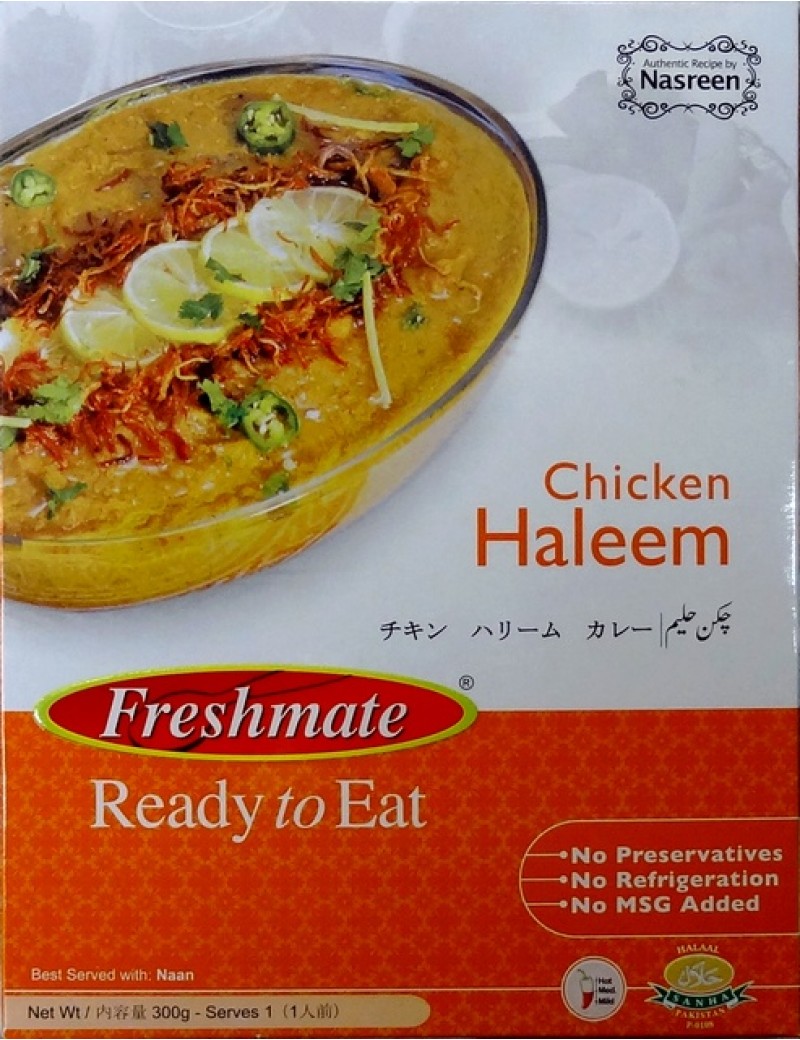 Authentic Recipe by
Nasreen
Chicken
Haleem
チキン ハリーム カレー | چکن حلیم
Freshmate ®
Ready to Eat
No Preservatives
No Refrigeration
No MSG Added
Best Served with: Naan
Hot
Med.
Mild
HALAAL
حلال
SANHA
PAKISTAN
P-0108
Net Wt / 内容量 300g - Serves 1 (1人前)